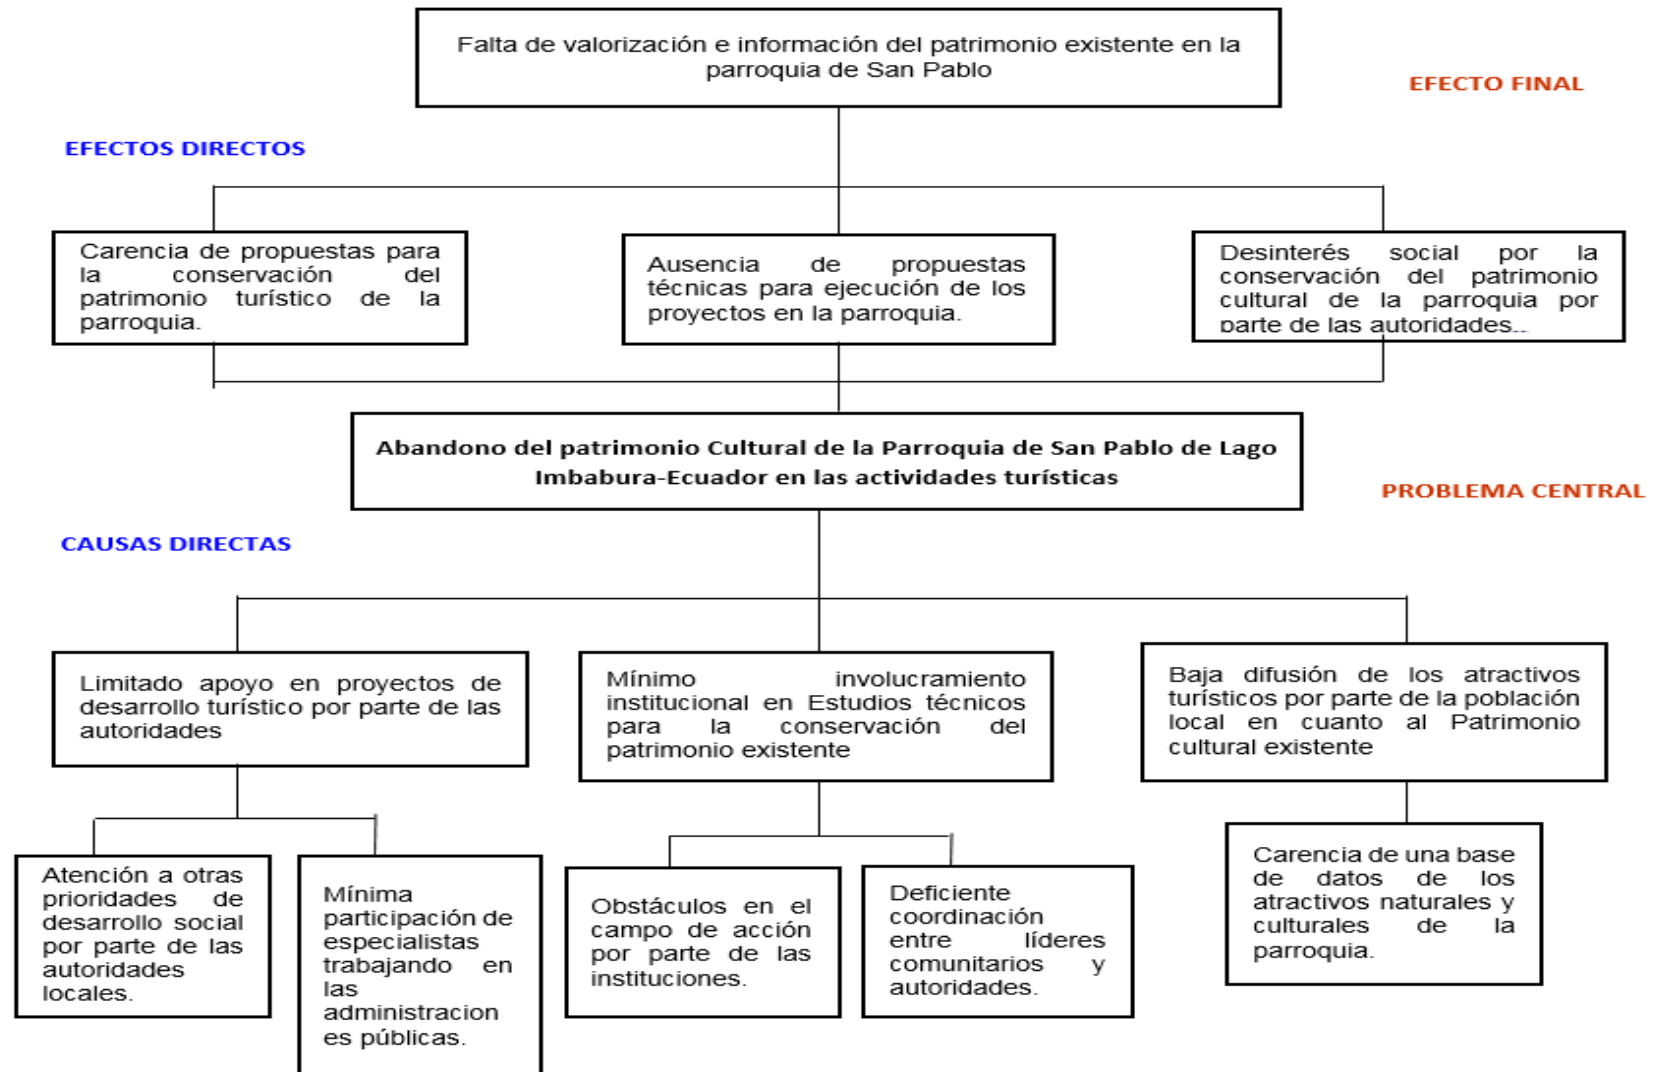 Falta de valorización e información del patrimonio existente en la
parroquia de San Pablo
EFECTO FINAL
EFECTOS DIRECTOS
Carencia de propuestas para
la conservación del
patrimonio turístico de la
parroquia.
Ausencia de propuestas
técnicas para ejecución de los
proyectos en la parroquia.
Desinterés social por la
conservación del patrimonio
cultural de la parroquia por
parte de las autoridades..
Abandono del patrimonio Cultural de la Parroquia de San Pablo de Lago
Imbabura-Ecuador en las actividades turísticas
PROBLEMA CENTRAL
CAUSAS DIRECTAS
Limitado apoyo en proyectos de
desarrollo turístico por parte de las
autoridades
Mínimo involucramiento
institucional en Estudios técnicos
para la conservación del
patrimonio existente
Baja difusión de los atractivos
turísticos por parte de la población
local en cuanto al Patrimonio
cultural existente
Atención a otras
prioridades de
desarrollo social
por parte de las
autoridades
locales.
Mínima
participación de
especialistas
trabajando en
las
administracion
es públicas.
Obstáculos en el
campo de acción
por parte de las
instituciones.
Deficiente
coordinación
entre líderes
comunitarios y
autoridades.
Carencia de una base
de datos de los
atractivos naturales y
culturales de la
parroquia.